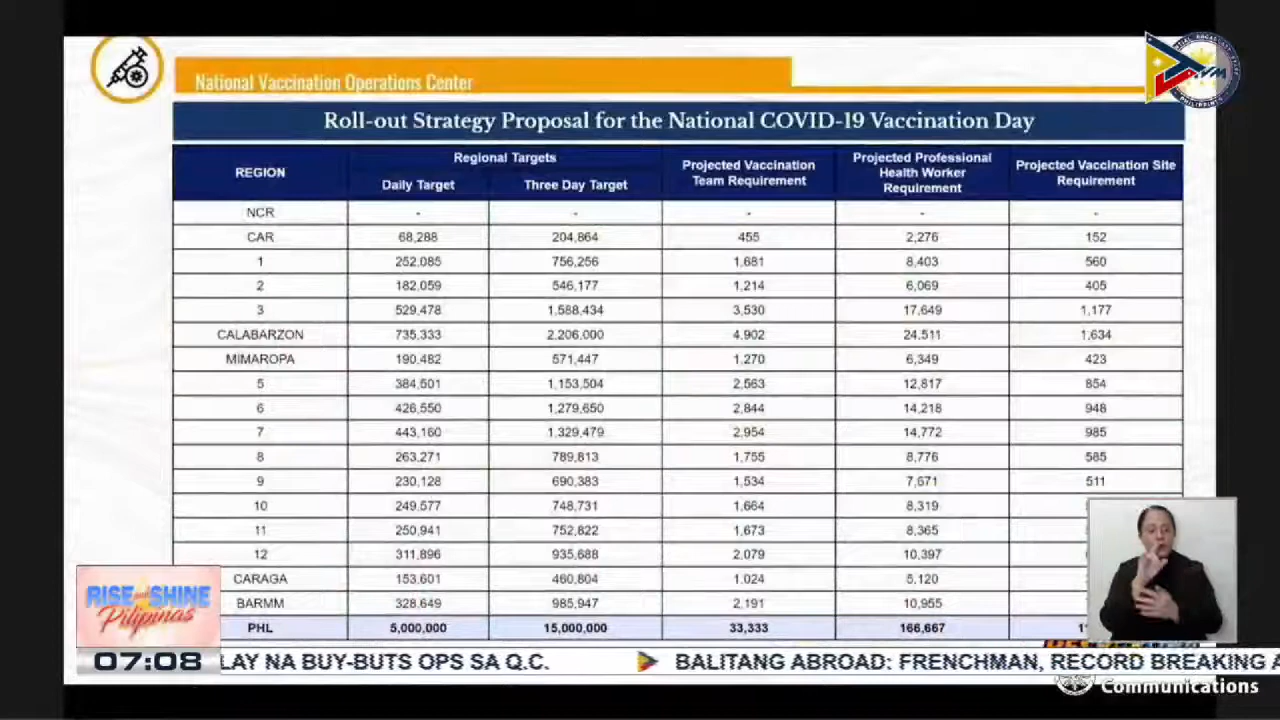 National Vaccination Operations Center
Roll-out Strategy Proposal for the National COVID-19 Vaccination Day
REGION Regional Targets Projected Vaccination Team Requirement Projected Professional Health Worker Requirement Projected Vaccination Site Requirement
Daily Target Three Day Target
NCR - - - - -
CAR 68,288 204,864 455 2,276 152
1 252,085 756,256 1,681 8,403 560
2 182,059 546,177 1,214 6,069 405
3 529,478 1,588,434 3,530 17,649 1,177
CALABARZON 735,333 2,206,000 4,902 24,511 1,634
MIMAROPA 190,482 571,447 1,270 6,349 423
5 384,501 1,153,504 2,563 12,817 854
6 426,550 1,279,650 2,844 14,218 948
7 443,160 1,329,479 2,954 14,772 985
8 263,271 789,813 1,755 8,776 585
9 230,128 690,383 1,534 7,671 511
10 249,577 748,731 1,664 8,319
11 250,941 752,822 1,673 8,365
12 311,896 935,688 2,079 10,397
CARAGA 153,601 460,804 1,024 5,120
BARMM 328,649 985,947 2,191 10,955
PHL 5,000,000 15,000,000 33,333 166,667
RISE and SHINE
Pilipinas
07:08 LAY NA BUY-BUTS OPS SA Q.C. BALITANG ABROAD: FRENCHMAN, RECORD BREAKING
Communications